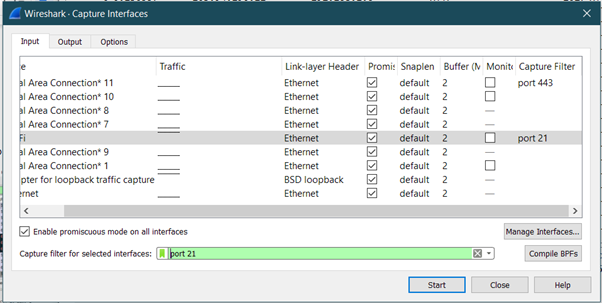 Wireshark · Capture Interfaces
Input Output Options
Traffic Link-layer Header Promis Snaplen Buffer (M Monito Capture Filter
al Area Connection* 11 Ethernet default 2 port 443
al Area Connection* 10 Ethernet default 2
al Area Connection* 8 Ethernet default 2 —
al Area Connection* 7 Ethernet default 2 —
Fi Ethernet default 2 port 21
al Area Connection* 9 Ethernet default 2 —
al Area Connection* 1 Ethernet default 2
pter for loopback traffic capture BSD loopback default 2 —
ernet Ethernet default 2 —
Enable promiscuous mode on all interfaces Manage Interfaces...
Capture filter for selected interfaces: port 21 Compile BPFs
Start Close Help